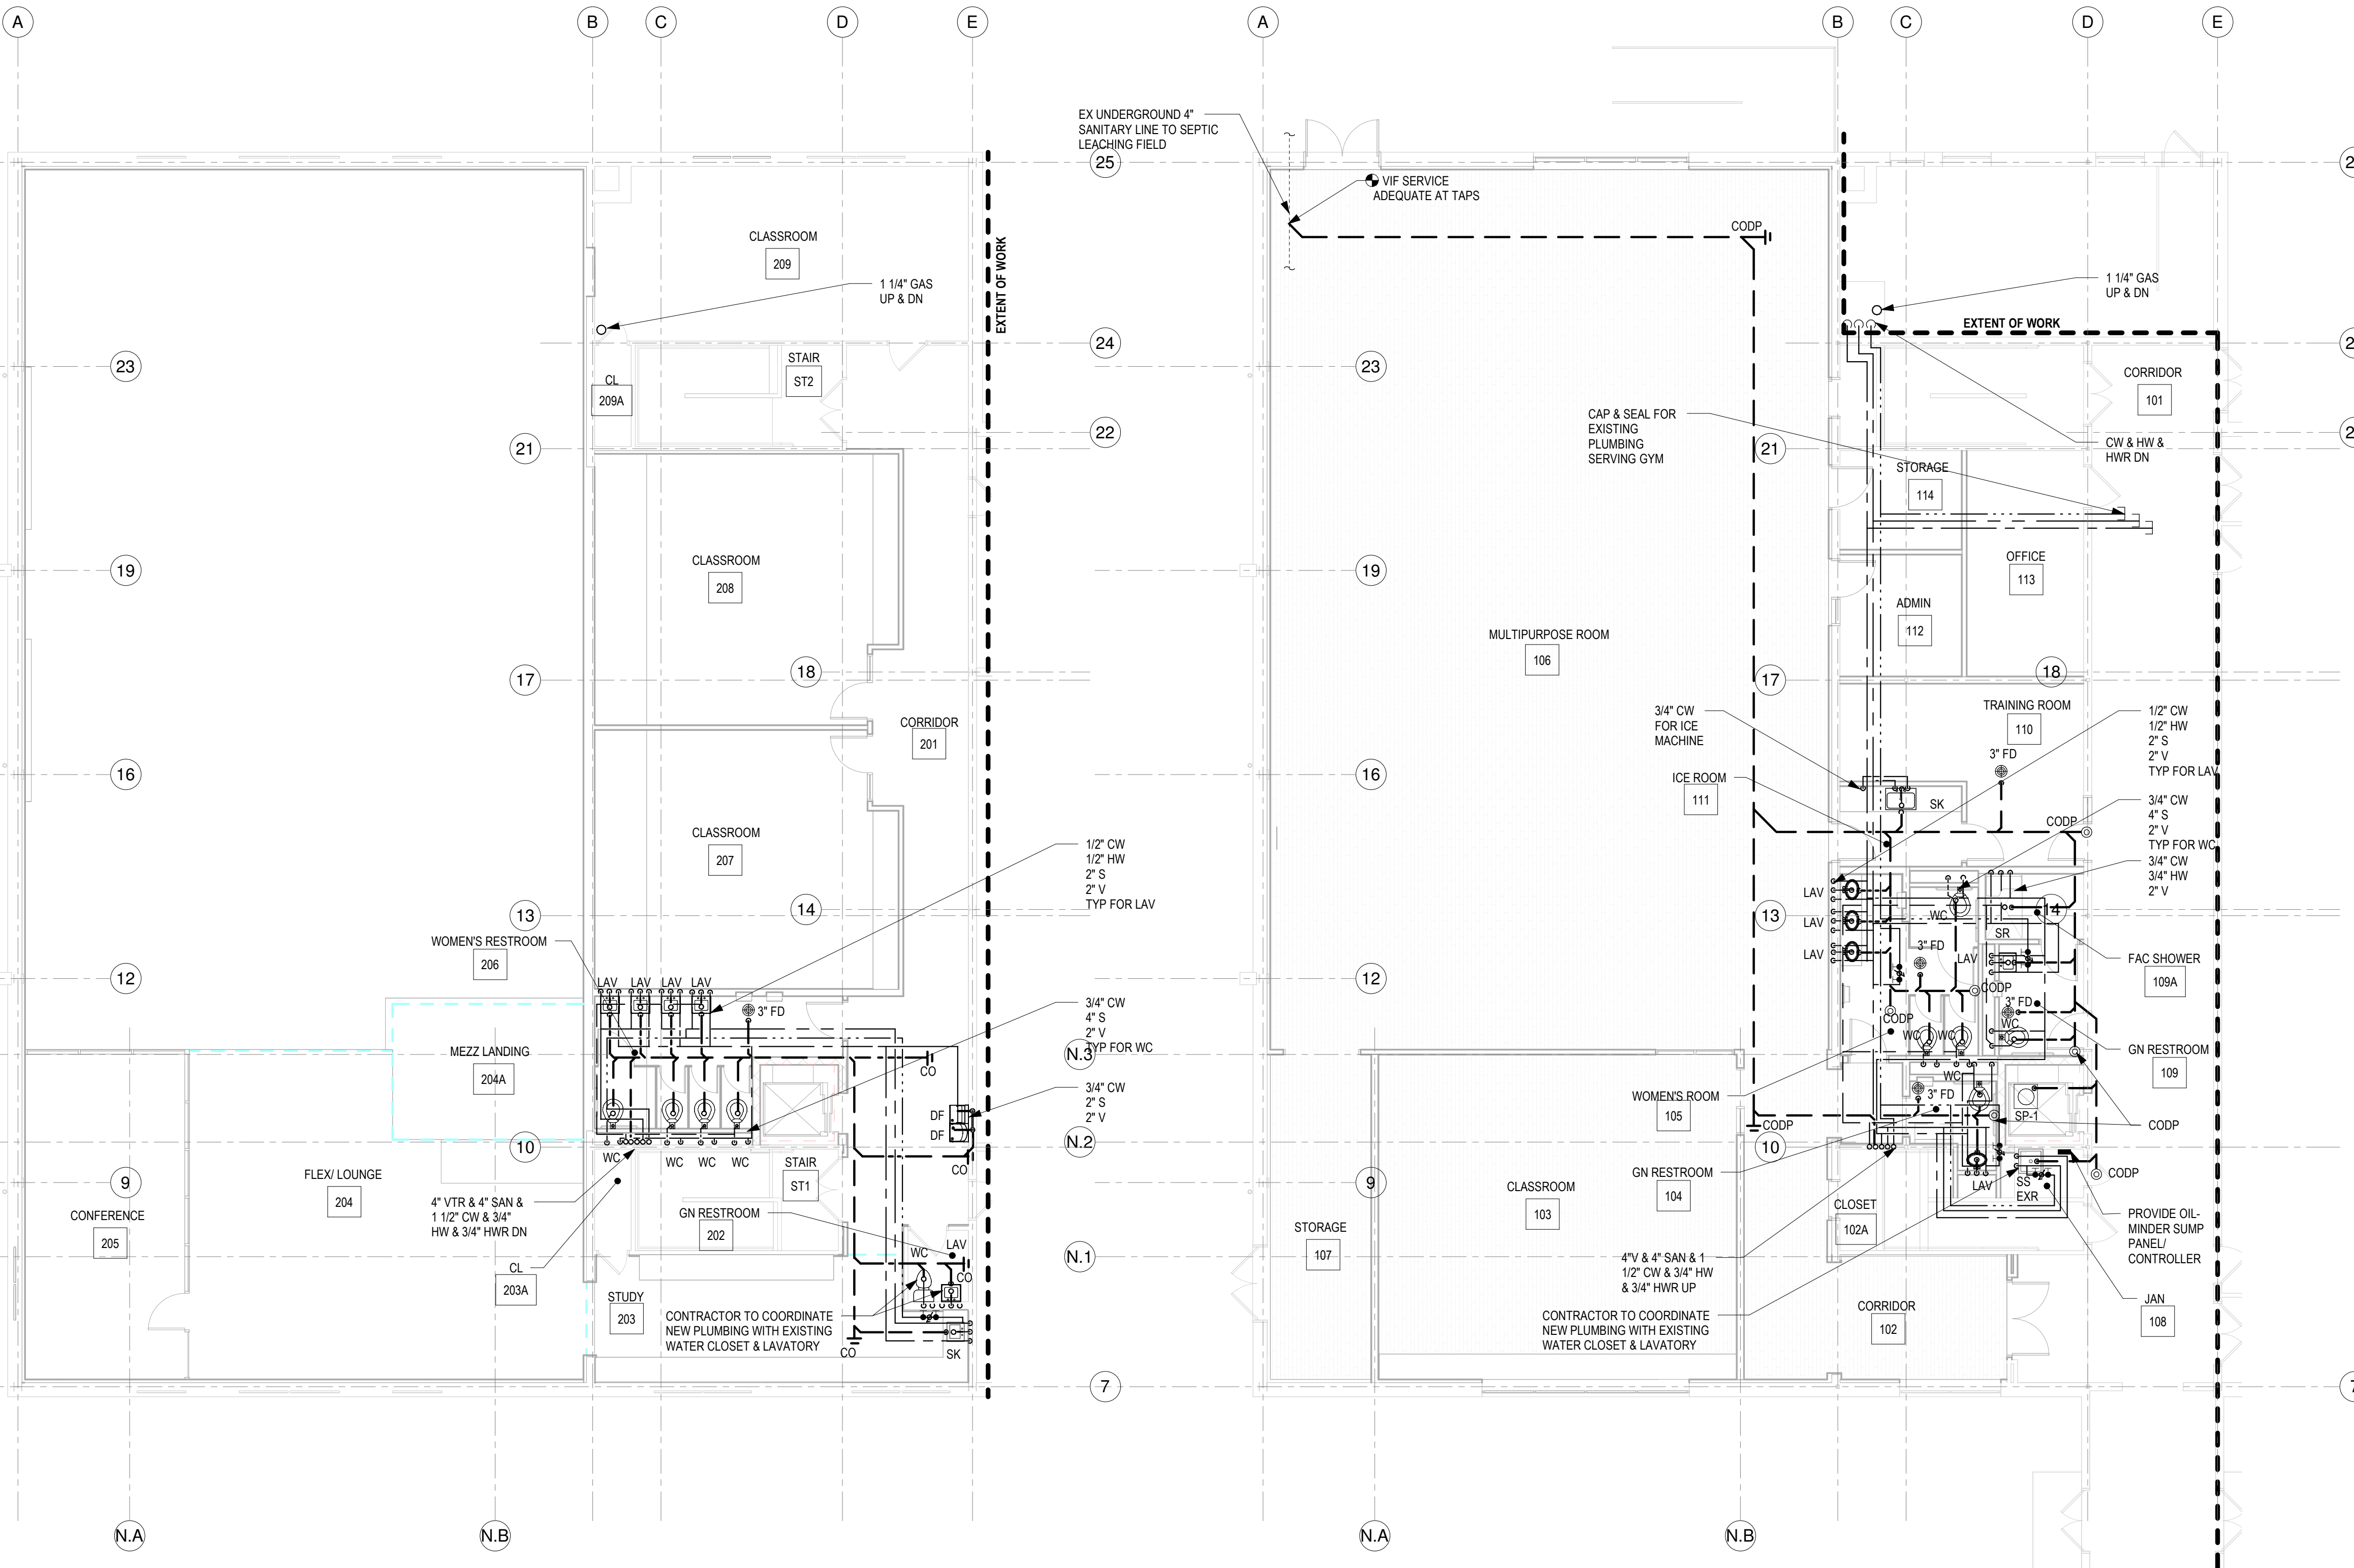 A
B
C
D
E
A
B
C
D
E
EX UNDERGROUND 4"
SANITARY LINE TO SEPTIC
LEACHING FIELD
25
VIF SERVICE
ADEQUATE AT TAPS
CODP
CLASSROOM
209
1 1/4" GAS
UP & DN
EXTENT OF WORK
1 1/4" GAS
UP & DN
EXTENT OF WORK
24
23
STAIR
ST2
CL
209A
23
CORRIDOR
101
22
21
CAP & SEAL FOR
EXISTING
PLUMBING
SERVING GYM
21
CW & HW &
HWR DN
STORAGE
114
CLASSROOM
208
19
19
OFFICE
113
ADMIN
112
MULTIPURPOSE ROOM
106
18
17
17
18
CORRIDOR
201
3/4" CW
FOR ICE
MACHINE
TRAINING ROOM
110
3" FD
1/2" CW
1/2" HW
2" S
2" V
TYP FOR LAV
16
16
ICE ROOM
111
SK
CODP
3/4" CW
4" S
2" V
TYP FOR WC
3/4" CW
3/4" HW
2" V
CLASSROOM
207
1/2" CW
1/2" HW
2" S
2" V
TYP FOR LAV
14
13
13
14
LAV
LAV
LAV
WC
SR
3" FD
LAV
FAC SHOWER
109A
WOMEN'S RESTROOM
206
12
12
LAV
LAV
LAV
LAV
3" FD
CODP
3" FD
CODP
WC
WC
WC
3/4" CW
4" S
2" V
TYP FOR WC
N.3
CO
MEZZ LANDING
204A
GN RESTROOM
109
3/4" CW
2" S
2" V
DF
DF
WC
3" FD
SP-1
WOMEN'S ROOM
105
CODP
CODP
N.2
10
10
WC
WC
WC
WC
CO
STAIR
ST1
FLEX/ LOUNGE
204
9
9
CONFERENCE
205
4" VTR & 4" SAN &
1 1/2" CW & 3/4"
HW & 3/4" HWR DN
GN RESTROOM
202
GN RESTROOM
104
CLASSROOM
103
LAV
SS
EXR
CODP
CLOSET
102A
PROVIDE OIL-
MINDER SUMP
PANEL/
CONTROLLER
STORAGE
107
WC
LAV
CO
N.1
4"V & 4" SAN & 1
1/2" CW & 3/4" HW
& 3/4" HWR UP
CL
203A
STUDY
203
CONTRACTOR TO COORDINATE
NEW PLUMBING WITH EXISTING
WATER CLOSET & LAVATORY
CO
SK
CONTRACTOR TO COORDINATE
NEW PLUMBING WITH EXISTING
WATER CLOSET & LAVATORY
CORRIDOR
102
JAN
108
7
N.A
N.B
N.A
N.B